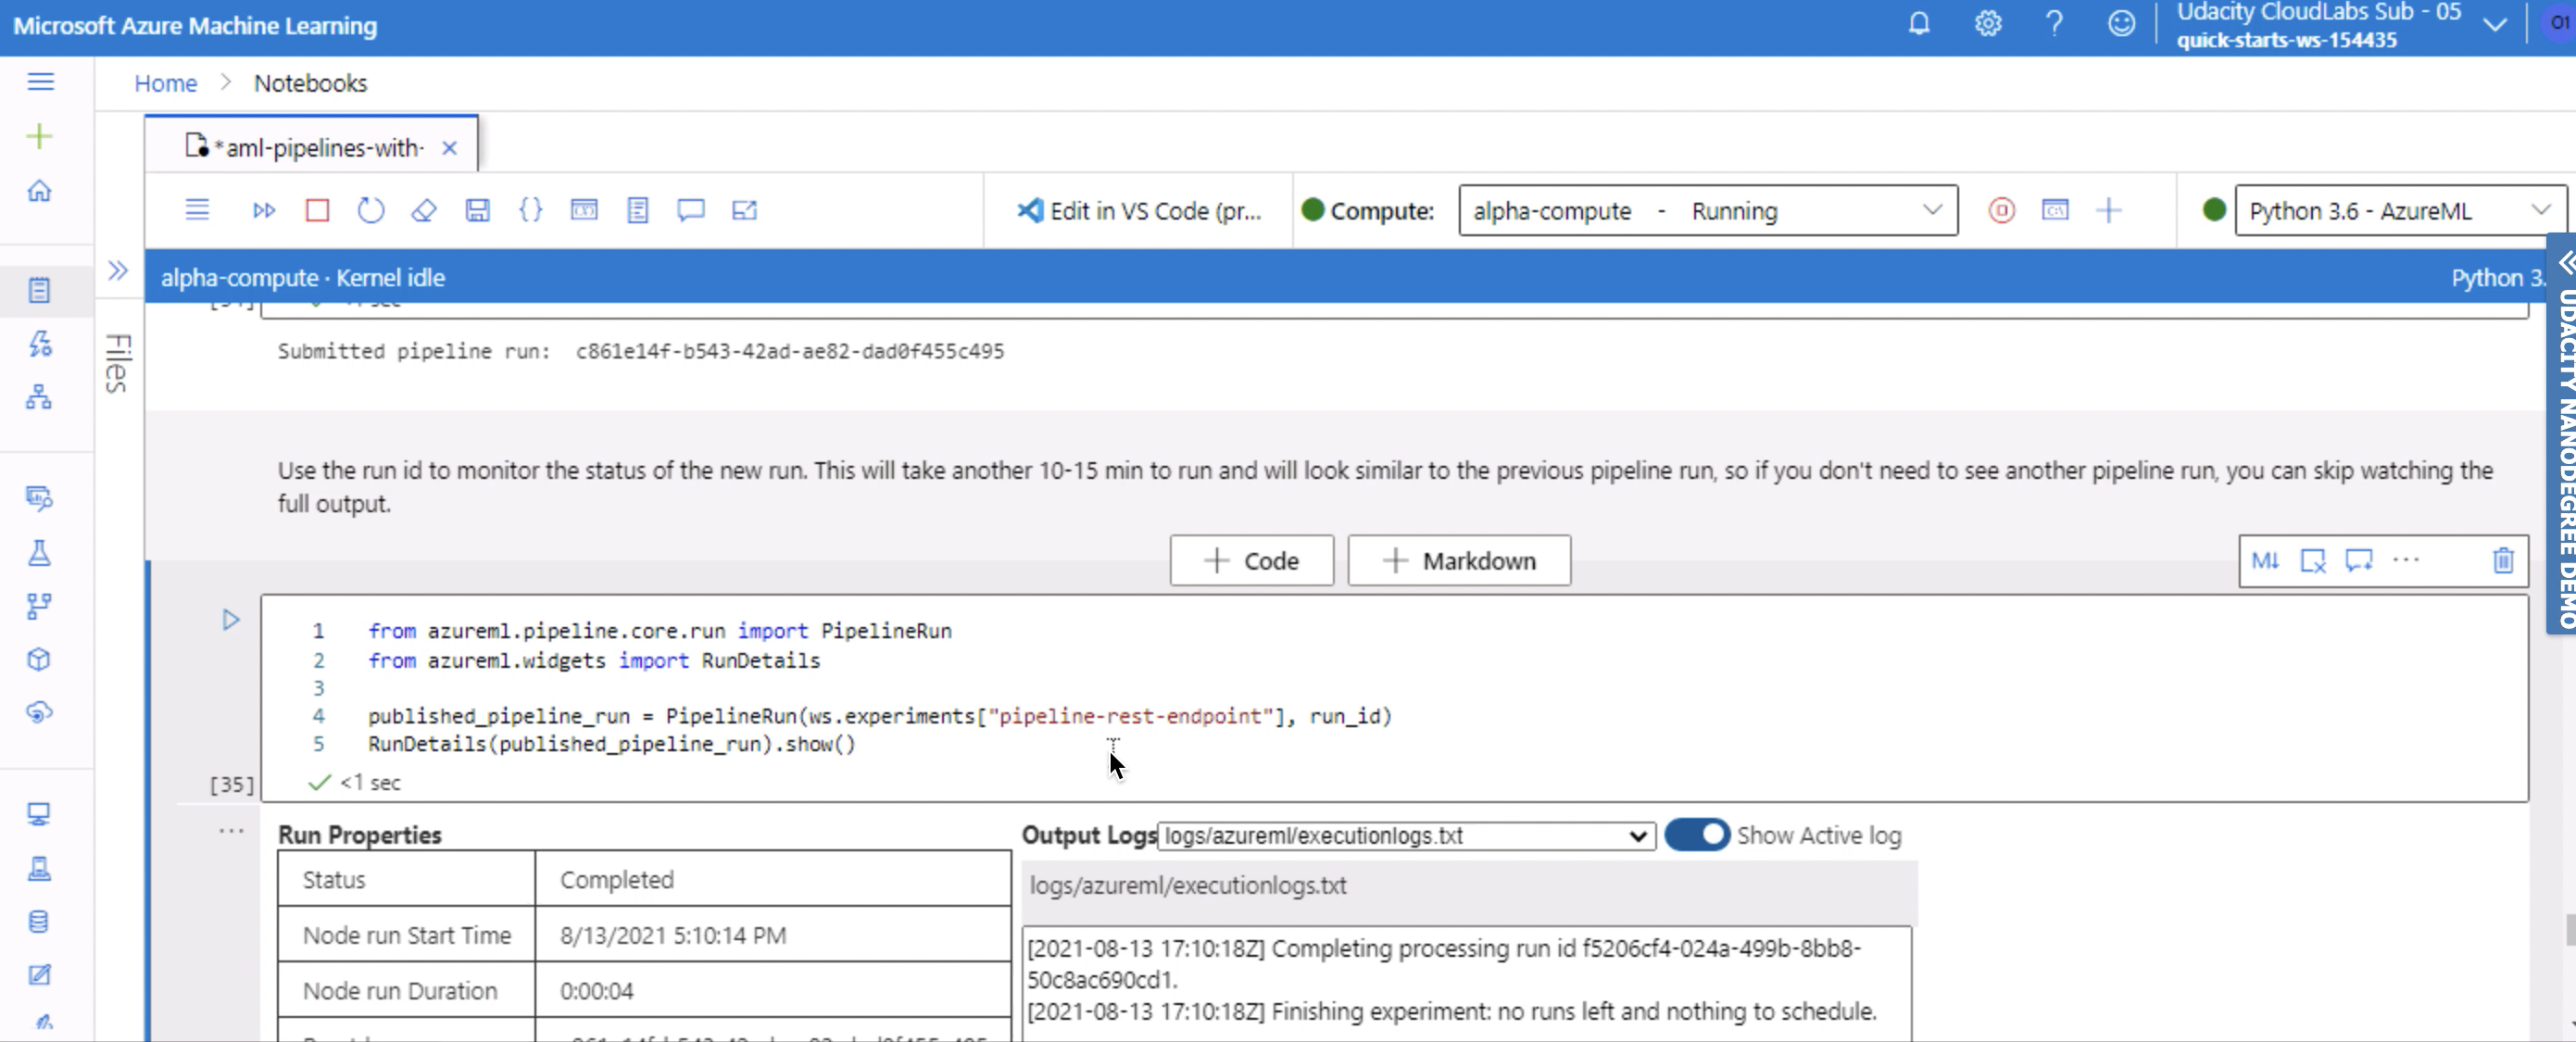 Microsoft Azure Machine Learning
Udacity CloudLabs Sub - 05
quick-starts-ws-154435
01
Home > Notebooks
*aml-pipelines-with-
Edit in VS Code (pr...
Compute:
alpha-compute - Running
Python 3.6 - AzureML
alpha-compute · Kernel idle
Python 3.
Files
UDACITY NANODEGREE DEMO
Submitted pipeline run: c861e14f-b543-42ad-ae82-dad0f455c495
Use the run id to monitor the status of the new run. This will take another 10-15 min to run and will look similar to the previous pipeline run, so if you don't need to see another pipeline run, you can skip watching the
full output.
+ Code
+ Markdown
M↓
1 from azureml.pipeline.core.run import PipelineRun
2 from azureml.widgets import RunDetails
3
4 published_pipeline_run = PipelineRun(ws.experiments["pipeline-rest-endpoint"], run_id)
5 RunDetails(published_pipeline_run).show()
[35] <1 sec
Run Properties
Status Completed
Node run Start Time 8/13/2021 5:10:14 PM
Node run Duration 0:00:04
Output Logs logs/azureml/executionlogs.txt
Show Active log
logs/azureml/executionlogs.txt
[2021-08-13 17:10:18Z] Completing processing run id f5206cf4-024a-499b-8bb8-
50c8ac690cd1.
[2021-08-13 17:10:18Z] Finishing experiment: no runs left and nothing to schedule.